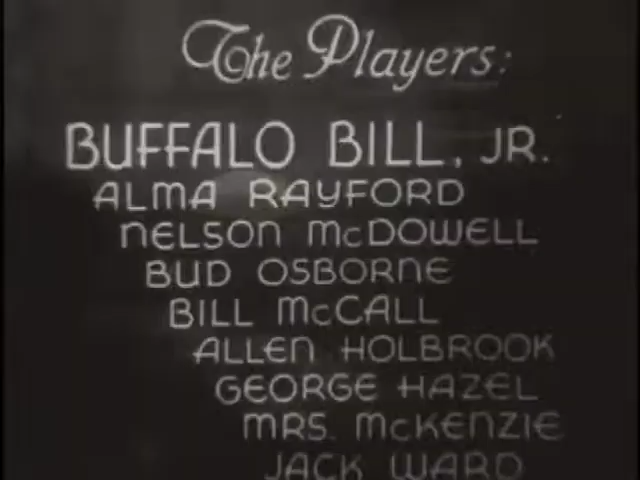 The Players:
BUFFALO BILL, JR.
ALMA RAYFORD
NELSON McDOWELL
BUD OSBORNE
BILL McCALL
ALLEN HOLBROOK
GEORGE HAZEL
MRS. McKENZIE
JACK WARD